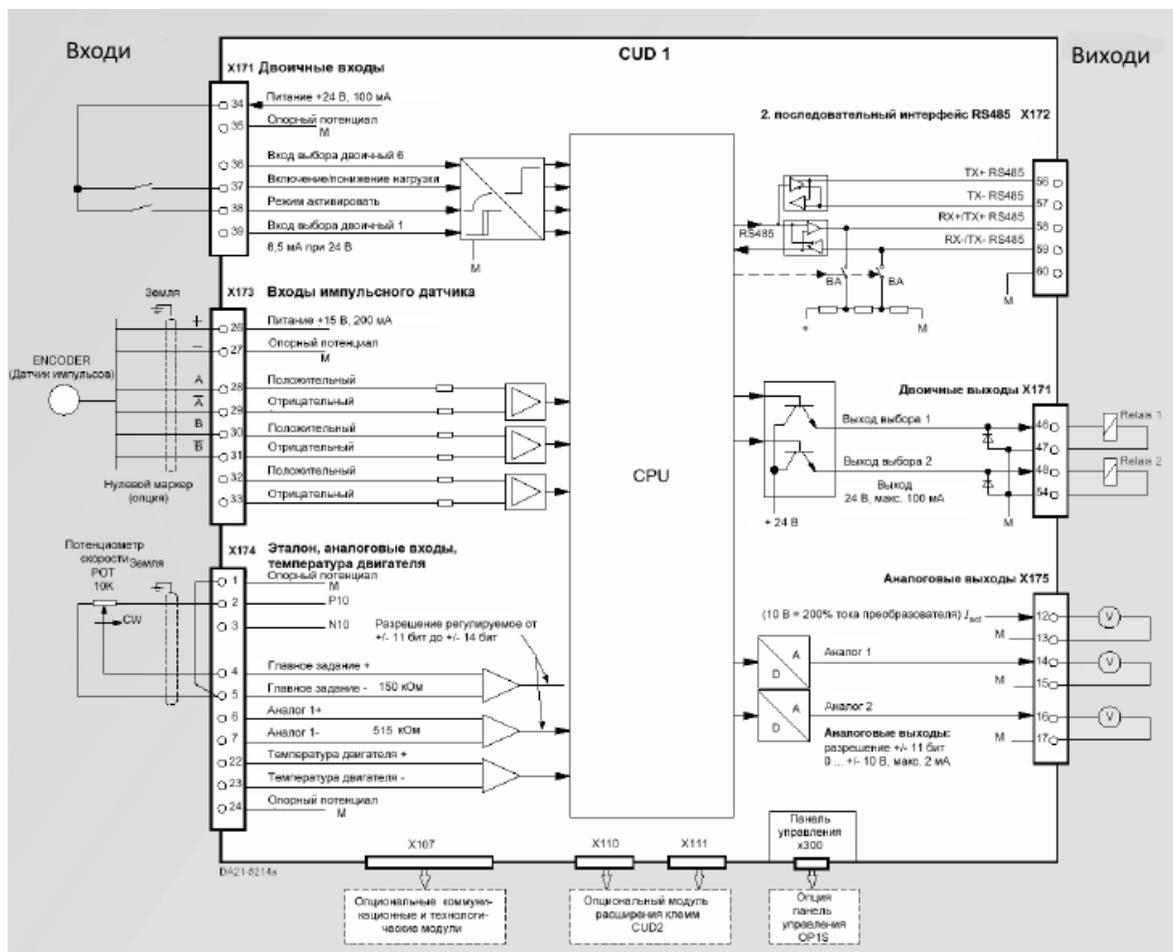 Входи
CUD 1
Виходи
X171 Двоичные входы
34 Питание +24 В, 100 мА
35 Опорный потенциал
М
36 Вход выбора двоичный 6
37 Включение/понижение нагрузки
38 Режим активировать
39 Вход выбора двоичный 1
8,5 мА при 24 В
М
Земля
X173 Входы импульсного датчика
+ 26 Питание +15 В, 200 мА
– 27 Опорный потенциал
М
ENCODER
(Датчик импульсов)
A 28 Положительный
A 29 Отрицательный
B 30 Положительный
Б 31 Отрицательный
32 Положительный
33 Отрицательный
Нулевой маркер
(опция)
Потенциометр
скорости
РОТ
10K
Земля
CW
X174 Эталон, аналоговые входы,
температура двигателя
1 Опорный потенциал
М
2 P10
3 N10
Разрешение регулируемое от
+/- 11 бит до +/- 14 бит
4 Главное задание +
5 Главное задание - 150 кОм
6 Аналог 1+
7 Аналог 1- 515 кОм
22 Температура двигателя +
23 Температура двигателя -
24 Опорный потенциал
М
CPU
2. последовательный интерфейс RS485 X172
TX+ RS485 56
TX- RS485 57
RX+/TX+ RS485 58
RX-/TX- RS485 59
60
М
RS485
BA
BA
+
М
Двоичные выходы X171
Выход выбора 1
46
47
Relais 1
Выход выбора 2
48
54
Relais 2
Выход
24 В, макс. 100 мА
+ 24 В
М
Аналоговые выходы X175
(10 В = 200% тока преобразователя) Iact
12
V
М
13
A
D
Аналог 1
14
V
М
15
A
D
Аналог 2
16
V
М
17
Аналоговые выходы:
разрешение +/- 11 бит
0 ... +/- 10 В, макс. 2 мА
DA21-5214a
X107
X110
X111
Панель
управления
x300
Опциональные комму-
никационные и технологи-
ческие модули
Опциональный модуль
расширения клемм
CUD2
Опция
панель
управления
OP1S